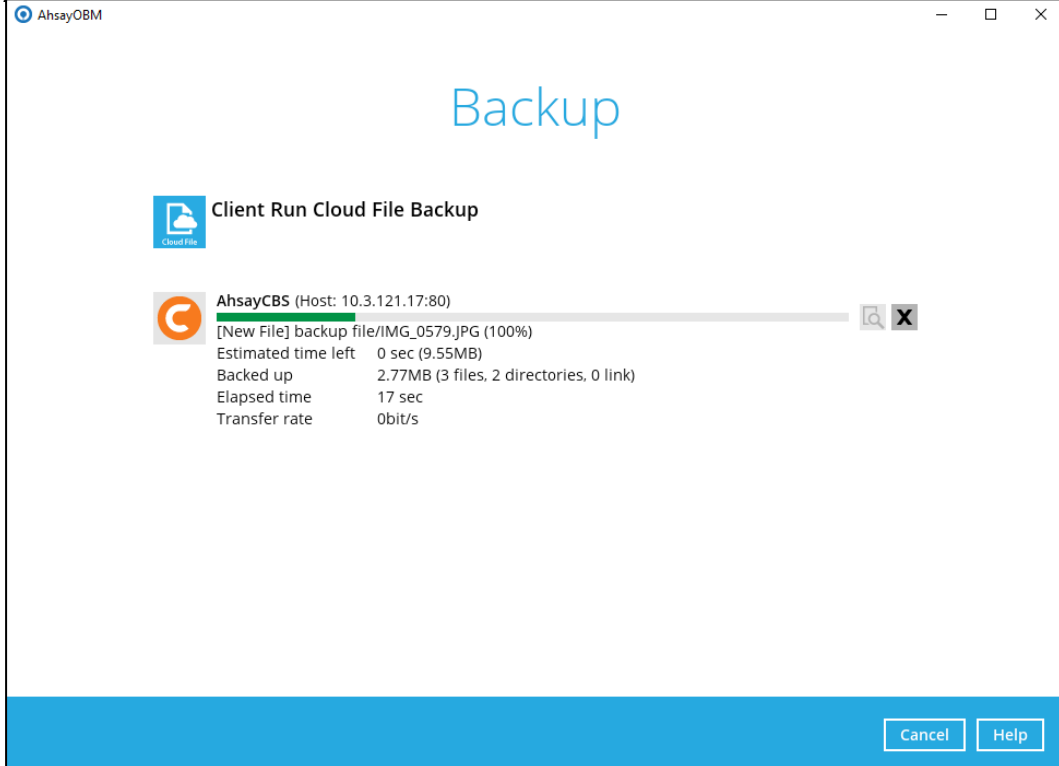 AhsayOBM
Backup
Client Run Cloud File Backup
Cloud File
AhsayCBS (Host: 10.3.121.17:80)
[New File] backup file/IMG_0579.JPG (100%)
Estimated time left 0 sec (9.55MB)
Backed up 2.77MB (3 files, 2 directories, 0 link)
Elapsed time 17 sec
Transfer rate 0bit/s
Cancel Help